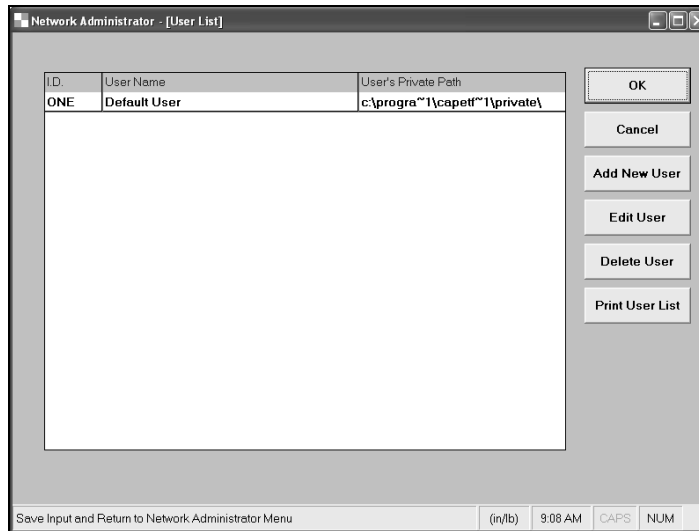 Network Administrator - [User List]
I.D. User Name User's Private Path
ONE Default User c:\progra~1\capetf~1\private\
OK
Cancel
Add New User
Edit User
Delete User
Print User List
Save Input and Return to Network Administrator Menu (in/lb) 9:08 AM CAPS NUM